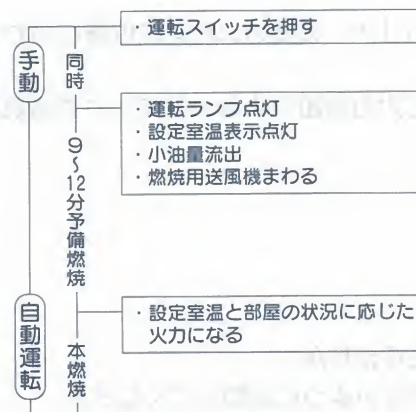 ・運転スイッチを押す
手動
同時
・運転ランプ点灯
・設定室温表示点灯
・小油量流出
・燃焼用送風機まわる
9〜12分予備燃焼
・設定室温と部屋の状況に応じた
火力になる
自動運転
本燃焼